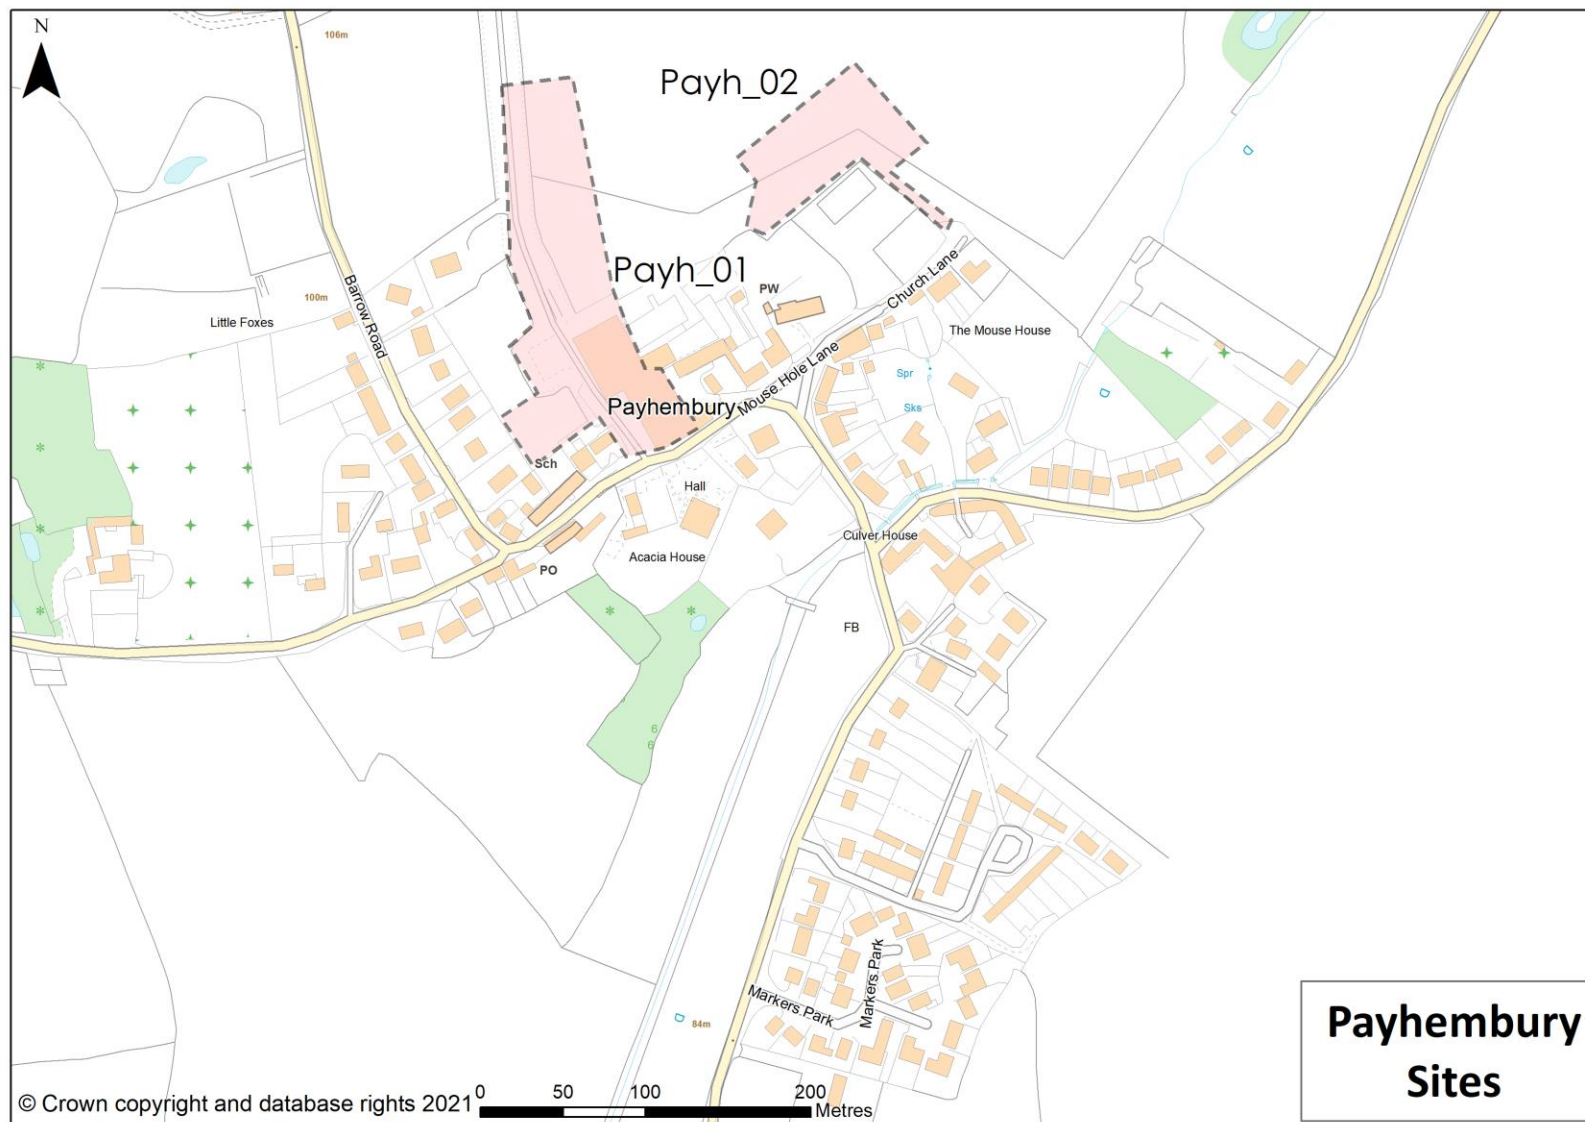 N
106m
Payh_02
Payh_01
100m
Barrow Road
Little Foxes
PW
Church Lane
The Mouse House
Mouse Hole Lane
Spr
Sks
D
D
Payhembury
Sch
Hall
Culver House
Acacia House
PO
FB
6
6
Markers Park
Markers Park
D
84m
Payhembury
Sites
0 50 100 200
Metres
© Crown copyright and database rights 2021